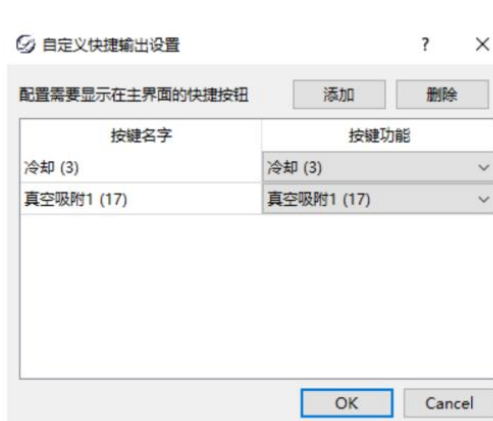 自定义快捷输出设置 ?
配置需要显示在主界面的快捷按钮 添加 删除
按键名字 按键功能
冷却 (3) 冷却 (3)
真空吸附1 (17) 真空吸附1 (17)
OK Cancel